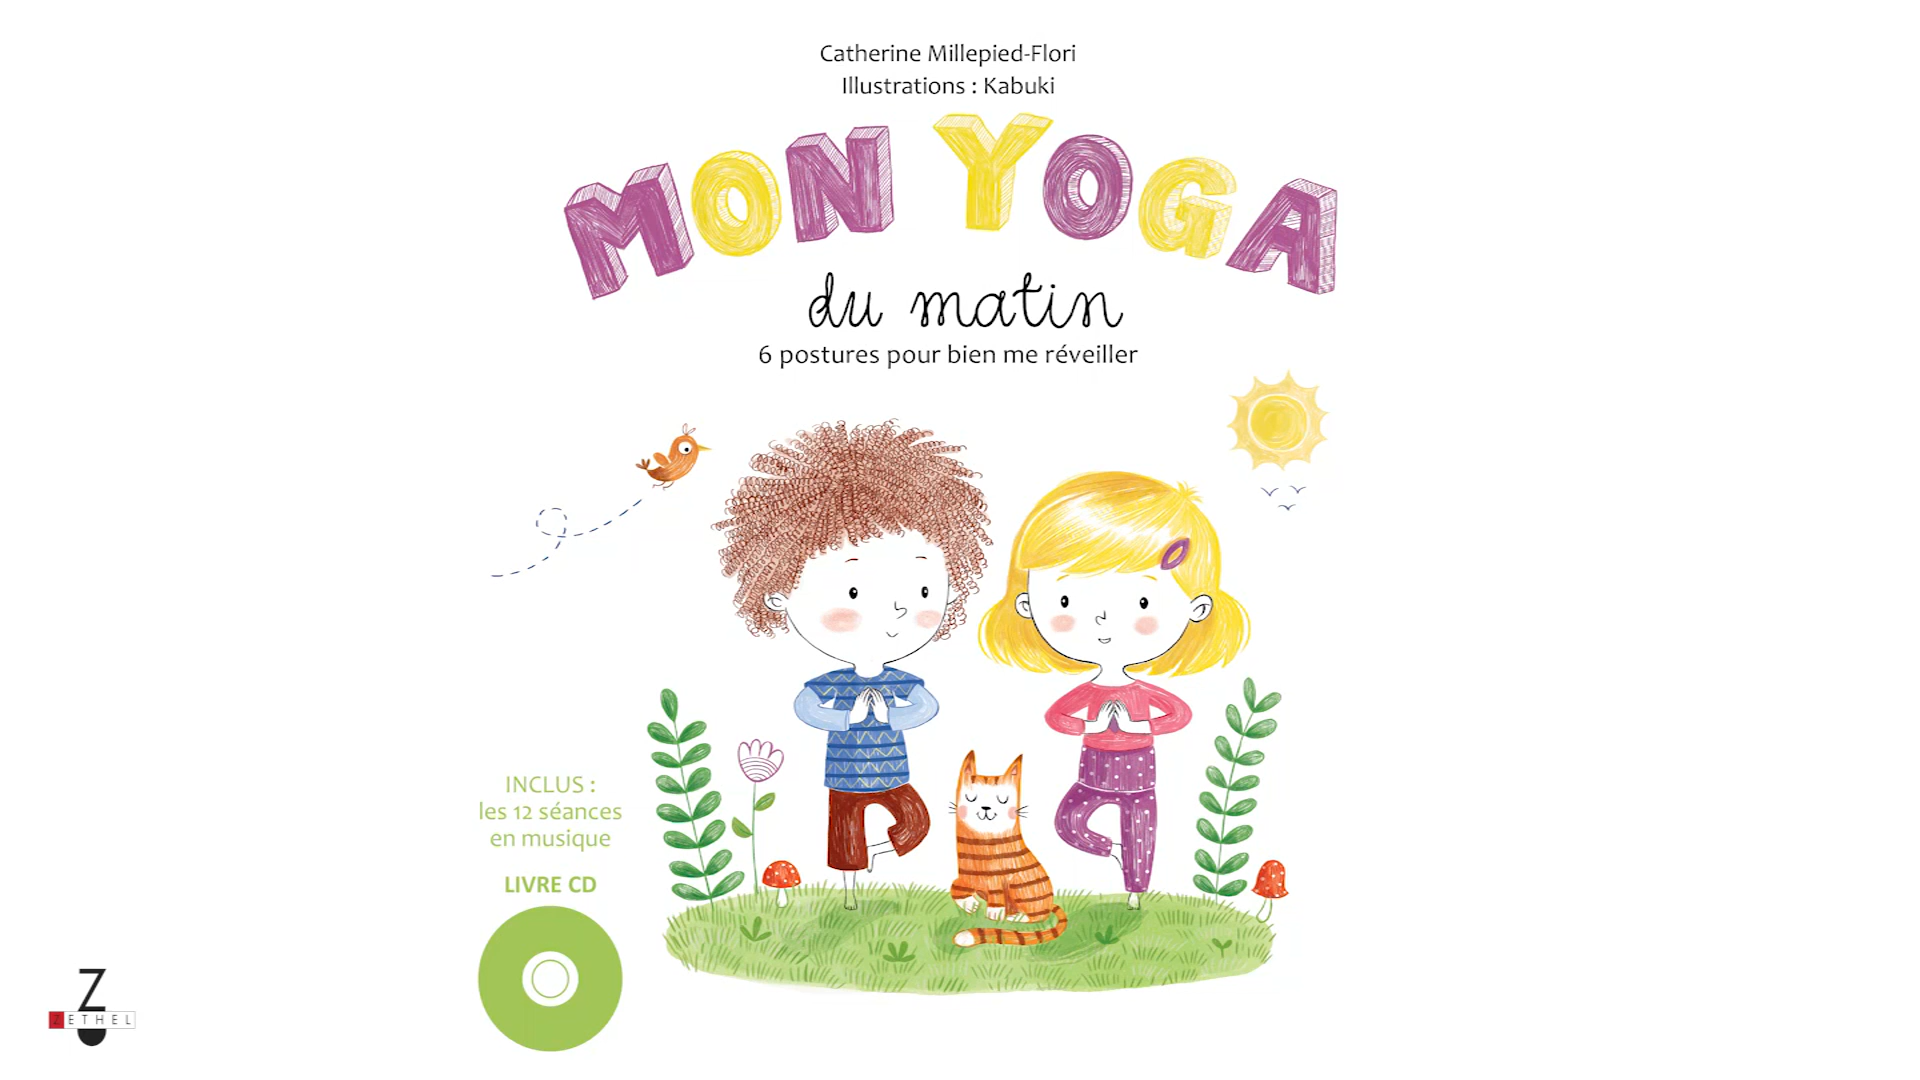 Catherine Millepied-Flori
Illustrations : Kabuki
MON YOGA
du matin
6 postures pour bien me réveiller
INCLUS :
les 12 séances
en musique
LIVRE CD
Z
ZETHEL